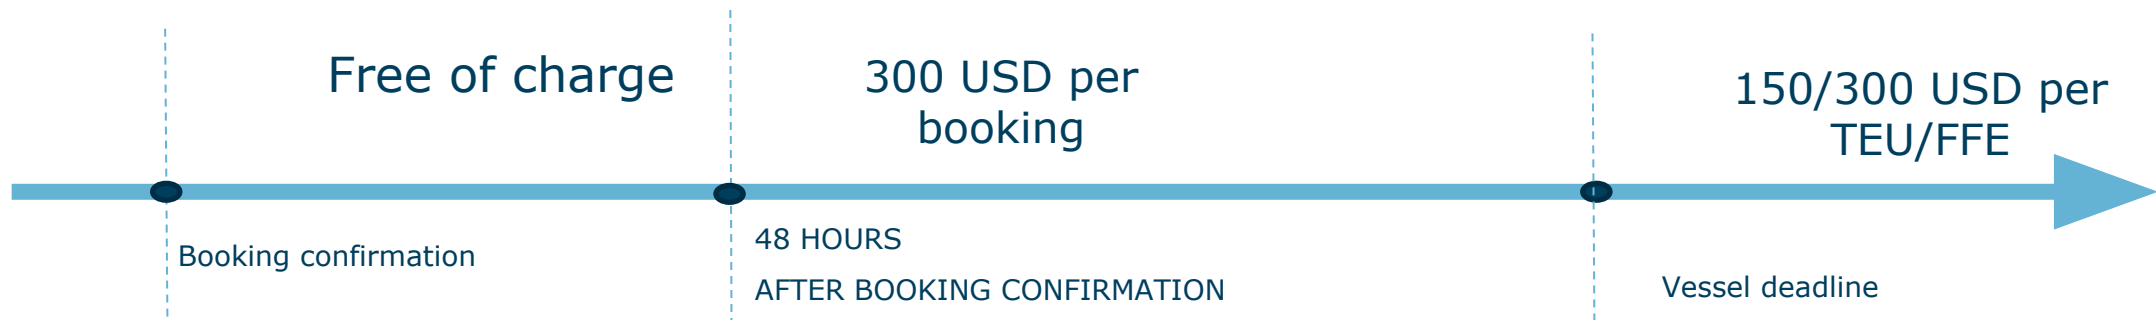 Free of charge
300 USD per
booking
150/300 USD per
TEU/FFE
Booking confirmation
48 HOURS
AFTER BOOKING CONFIRMATION
Vessel deadline